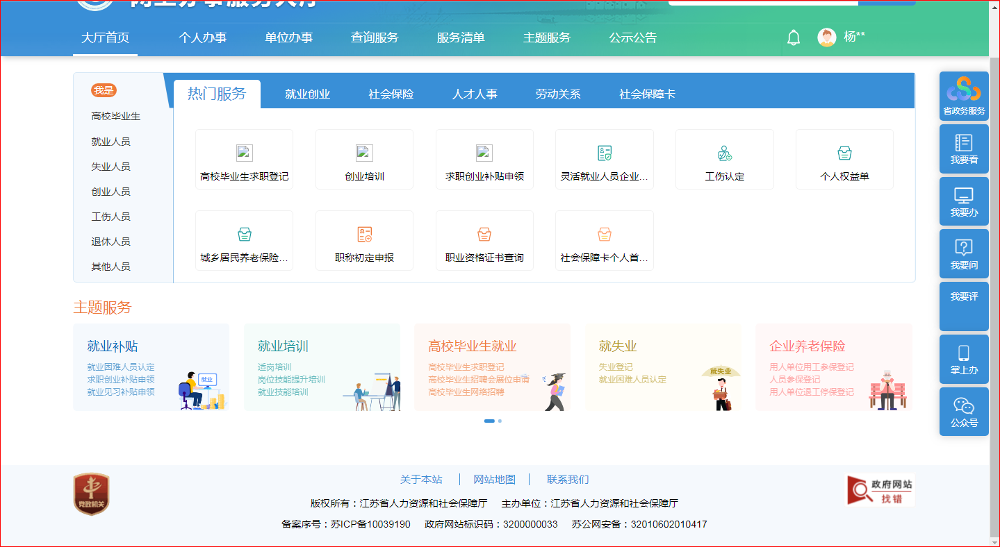 网上办事服务大厅
大厅首页 个人办事 单位办事 查询服务 服务清单 主题服务 公示公告 杨**
我是
高校毕业生
就业人员
失业人员
创业人员
工伤人员
退休人员
其他人员
热门服务 就业创业 社会保险 人才人事 劳动关系 社会保障卡
高校毕业生求职登记 创业培训 求职创业补贴申领 灵活就业人员企业... 工伤认定 个人权益单
城乡居民养老保险... 职称初定申报 职业资格证书查询 社会保障卡个人首...
省政务服务
我要看
我要办
我要问
我要评
掌上办
公众号
主题服务
就业补贴
就业困难人员认定
求职创业补贴申领
就业见习补贴申领
就业
就业培训
适岗培训
岗位技能提升培训
就业技能培训
高校毕业生就业
高校毕业生求职登记
高校毕业生招聘会展位申请
高校毕业生网络招聘
就失业
失业登记
就业困难人员认定
就失业
企业养老保险
用人单位用工参保登记
人员参保登记
用人单位退工停保登记
党政机关
关于本站 | 网站地图 | 联系我们
版权所有：江苏省人力资源和社会保障厅 主办单位：江苏省人力资源和社会保障厅
备案序号：苏ICP备10039190 政府网站标识码：3200000033 苏公网安备：32010602010417
政府网站
找错